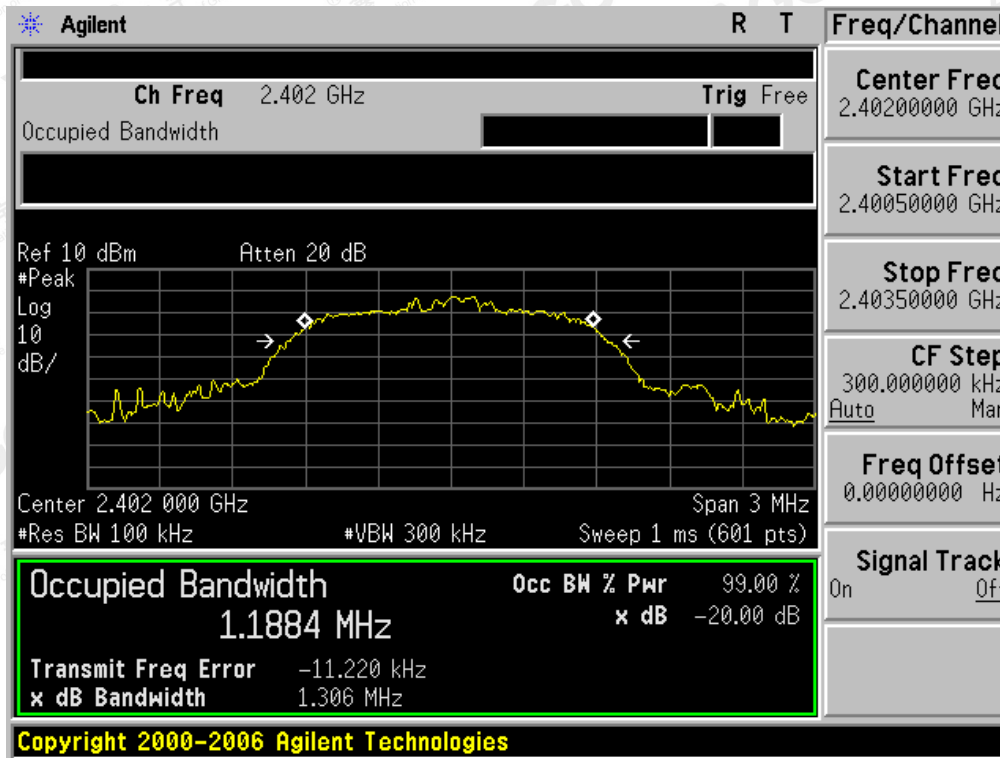 Agilent R T Freq/Channel
Ch Freq 2.402 GHz Trig Free
Occupied Bandwidth
Center Freq
2.40200000 GHz
Start Freq
2.40050000 GHz
Stop Freq
2.40350000 GHz
CF Step
300.000000 kHz
Auto Man
Freq Offset
0.00000000 Hz
Signal Track
On Off
Ref 10 dBm Atten 20 dB
#Peak
Log
10
dB/
Center 2.402 000 GHz Span 3 MHz
#Res BW 100 kHz #VBW 300 kHz Sweep 1 ms (601 pts)
Occupied Bandwidth Occ BW % Pwr 99.00 %
1.1884 MHz x dB -20.00 dB
Transmit Freq Error -11.220 kHz
x dB Bandwidth 1.306 MHz
Copyright 2000-2006 Agilent Technologies